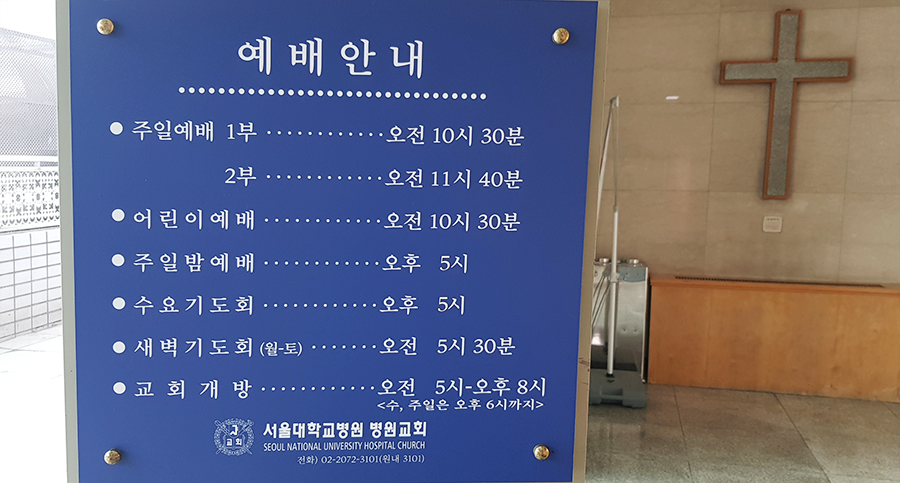 예배안내
● 주일예배 1부 ············ 오전 10시 30분
2부 ············ 오전 11시 40분
● 어린이예배 ············ 오전 10시 30분
● 주일밤예배 ············ 오후 5시
● 수요기도회 ············ 오후 5시
● 새벽기도회 (월-토) ······· 오전 5시 30분
● 교회개방 ············ 오전 5시-오후 8시
<수, 주일은 오후 6시까지>
교회
서울대학교병원 병원교회
SEOUL NATIONAL UNIVERSITY HOSPITAL CHURCH
전화) 02-2072-3101(원내 3101)